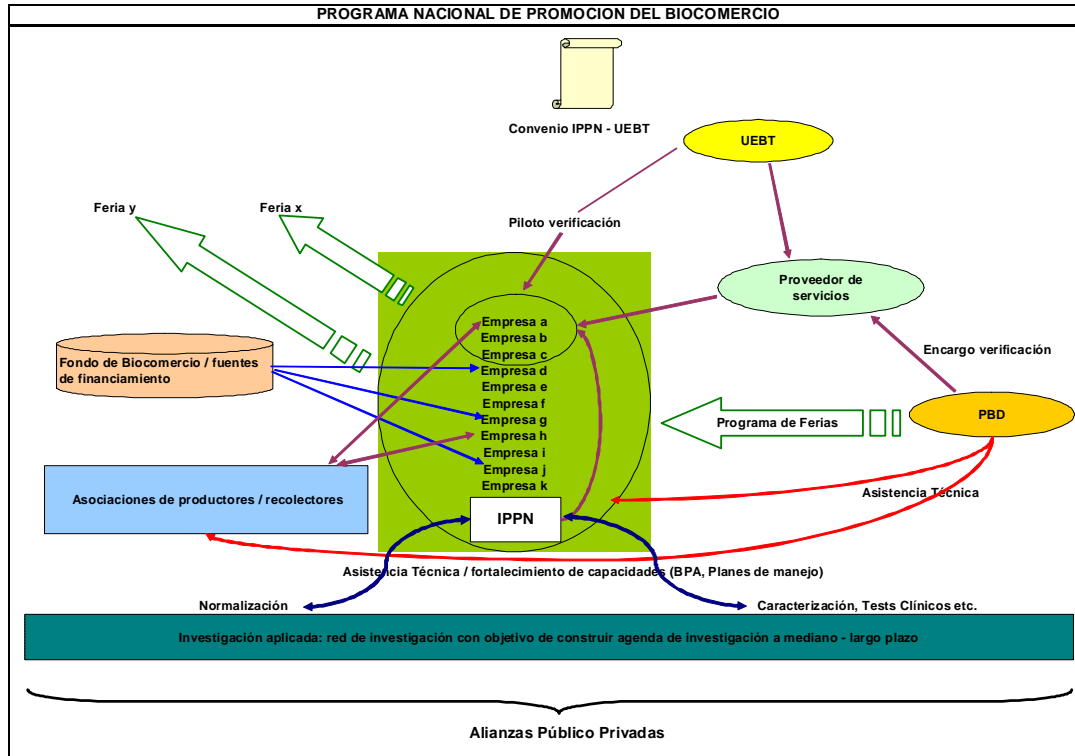 PROGRAMA NACIONAL DE PROMOCION DEL BIOCOMERCIO
Convenio IPPN - UEBT
UEBT
Feria y
Feria x
Piloto verificación
Proveedor de
servicios
Empresa a
Empresa b
Empresa c
Empresa d
Empresa e
Empresa f
Empresa g
Empresa h
Empresa i
Empresa j
Empresa k
Fondo de Biocomercio / fuentes
de financiamiento
Encargo verificación
Programa de Ferias
PBD
Asociaciones de productores / recolectores
Asistencia Técnica
IPPN
Asistencia Técnica / fortalecimiento de capacidades (BPA, Planes de manejo)
Normalización
Caracterización, Tests Clínicos etc.
Investigación aplicada: red de investigación con objetivo de construir agenda de investigación a mediano - largo plazo
Alianzas Público Privadas